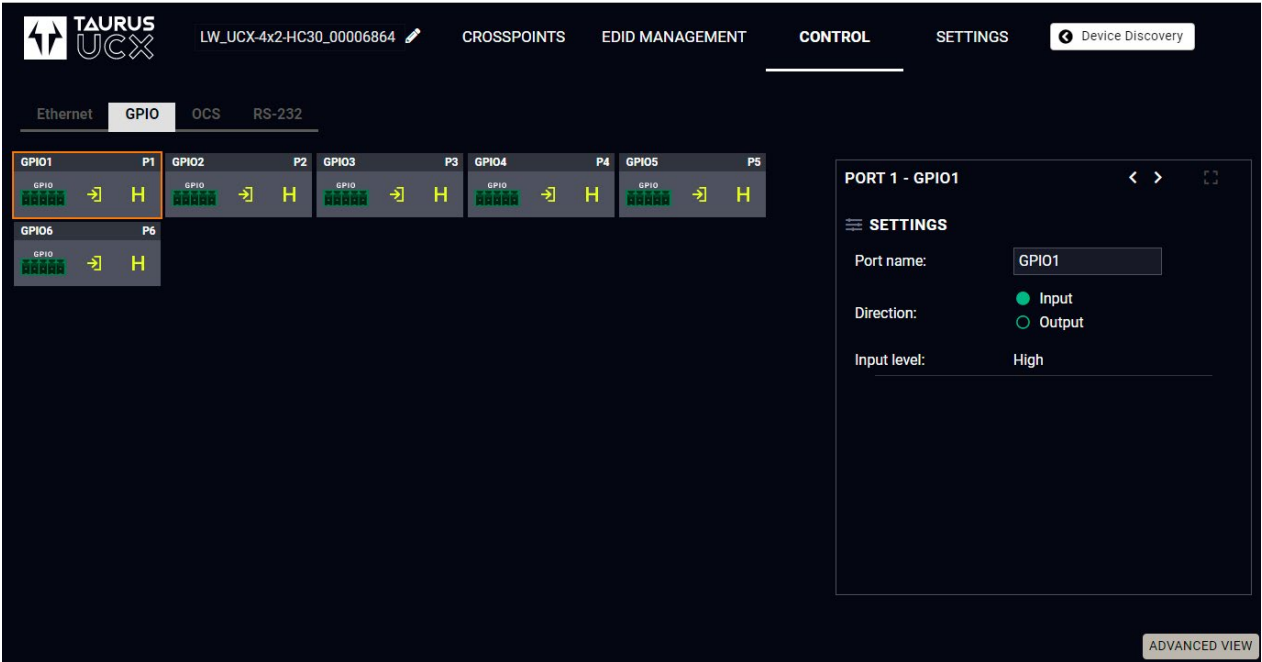 TAURUS UCX
LW_UCX-4x2-HC30_00006864 CROSSPOINTS EDID MANAGEMENT CONTROL SETTINGS Device Discovery
Ethernet GPIO OCS RS-232
GPIO1 P1 GPIO2 P2 GPIO3 P3 GPIO4 P4 GPIO5 P5
GPIO H GPIO H GPIO H GPIO H GPIO H
GPIO6 P6
GPIO H
PORT 1 - GPIO1
SETTINGS
Port name: GPIO1
Direction: Input
Output
Input level: High
ADVANCED VIEW